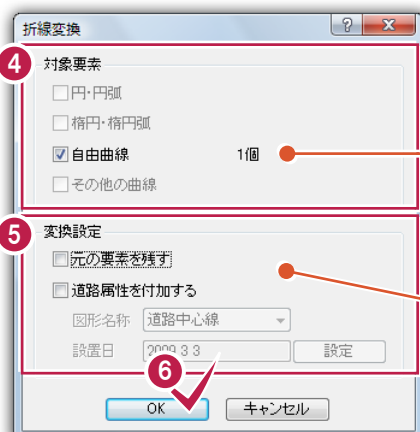 折線変換
4
対象要素
円・円弧
楕円・楕円弧
自由曲線 1個
その他の曲線
5
変換設定
元の要素を残す
道路属性を付加する
図形名称 道路中心線
設置日 2009 3 3 設定
6
OK キャンセル